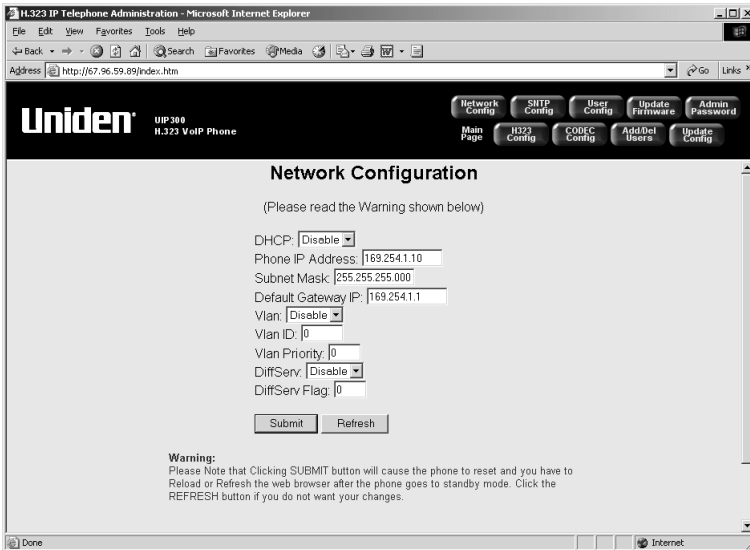 H.323 IP Telephone Administration - Microsoft Internet Explorer
File Edit View Favorites Tools Help
Back Search Favorites Media
Address http://67.96.59.89/index.htm Go Links »
Uniden®
UIP300
H.323 VoIP Phone
Network Config SNTP Config User Config Update Firmware Admin Password
Main Page H323 Config CODEC Config Add/Del Users Update Config
Network Configuration
(Please read the Warning shown below)
DHCP: Disable
Phone IP Address: 169.254.1.10
Subnet Mask: 255.255.255.000
Default Gateway IP: 169.254.1.1
Vlan: Disable
Vlan ID: 0
Vlan Priority: 0
DiffServ: Disable
DiffServ Flag: 0
Submit Refresh
Warning:
Please Note that Clicking SUBMIT button will cause the phone to reset and you have to
Reload or Refresh the web browser after the phone goes to standby mode. Click the
REFRESH button if you do not want your changes.
Done Internet